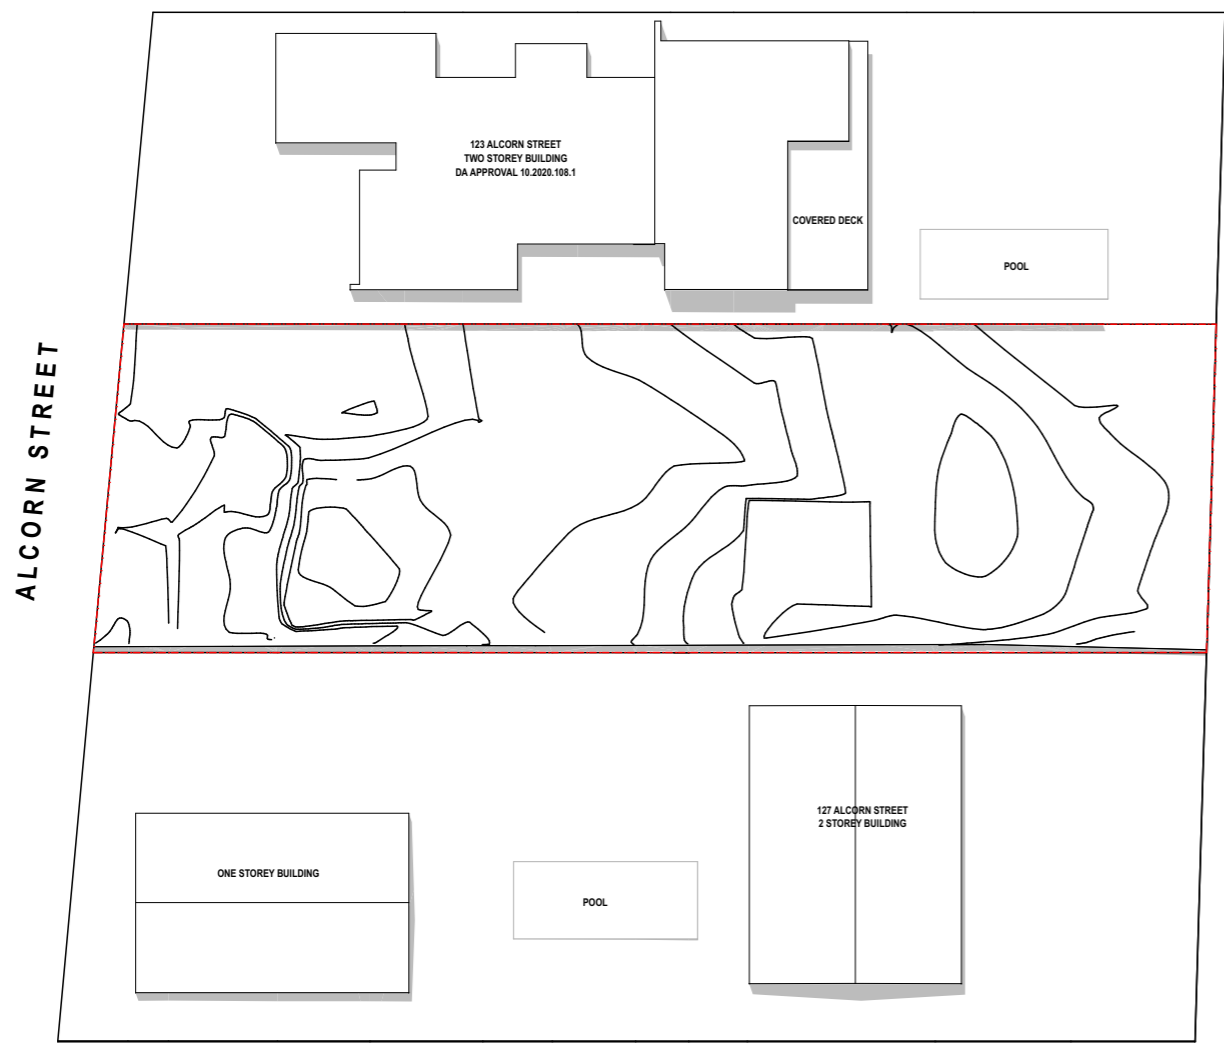 123 ALCORN STREET
TWO STOREY BUILDING
DA APPROVAL 10.2020.108.1
COVERED DECK
POOL
ALCORN STREET
127 ALCORN STREET
2 STOREY BUILDING
ONE STOREY BUILDING
POOL